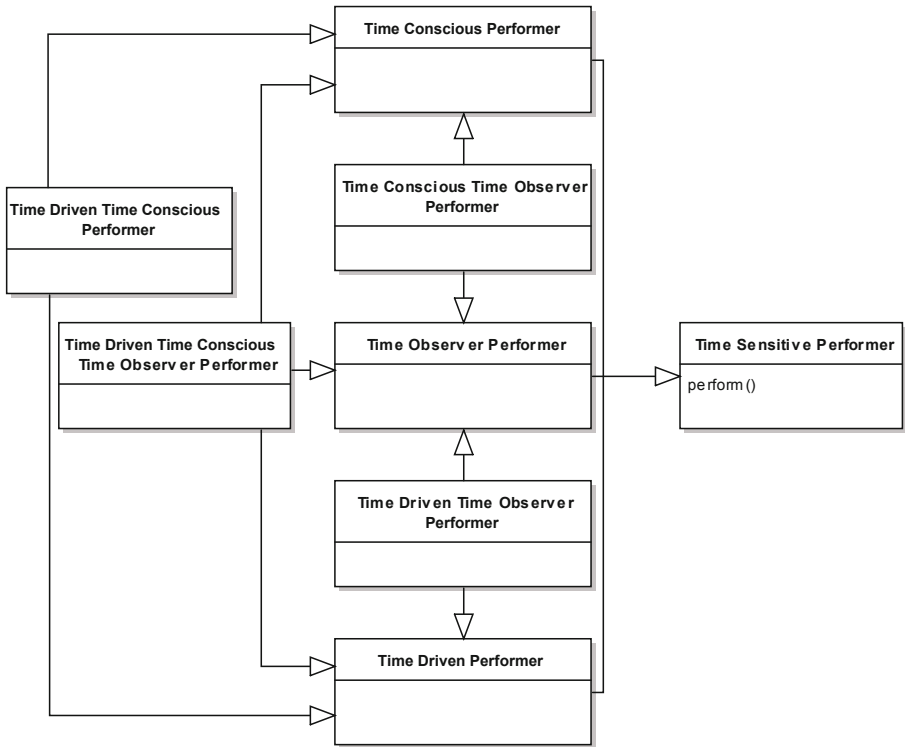 Time Conscious Performer
Time Conscious Time Observer
Performer
Time Driven Time Conscious
Performer
Time Driven Time Conscious
Time Observer Performer
Time Observer Performer
Time Sensitive Performer
perform()
Time Driven Time Observer
Performer
Time Driven Performer